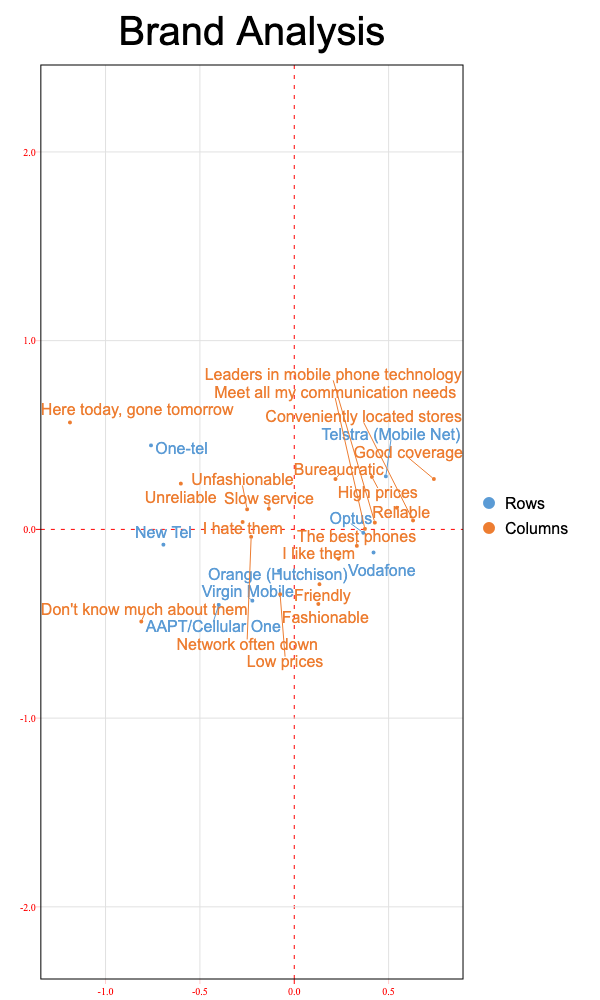 Brand Analysis
2.0
1.0
0.0
-1.0
-2.0
-1.0
-0.5
0.0
0.5
Leaders in mobile phone technology
Meet all my communication needs
Here today, gone tomorrow
Conveniently located stores
Telstra (Mobile Net)
One-tel
Good coverage
Bureaucratic
Unfashionable
Unreliable
Slow service
High prices
Reliable
Optus
I hate them
New Tel
The best phones
I like them
Vodafone
Orange (Hutchison)
Virgin Mobile
Friendly
Don't know much about them
Fashionable
AAPT/Cellular One
Network often down
Low prices
Rows
Columns